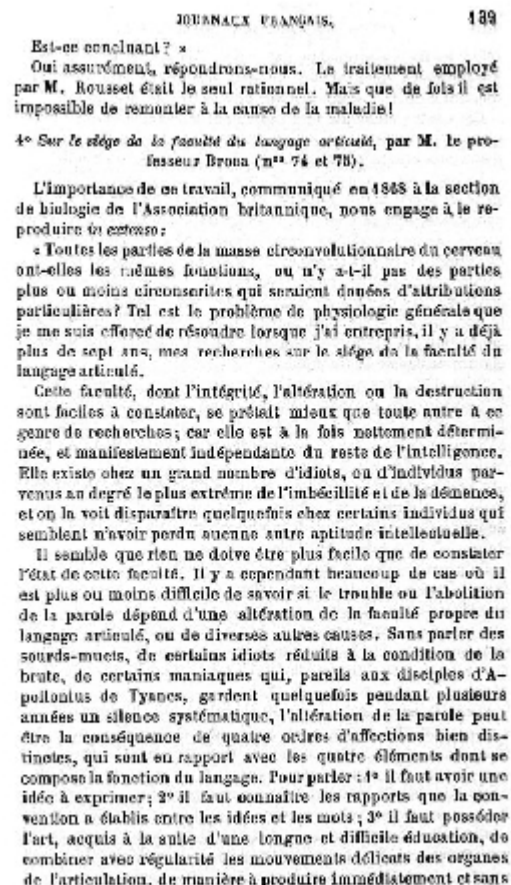 JOURNAUX FRANÇAIS. 139
Est-ce concluant ? »
Oui assurément, répondrons-nous. Le traitement employé
par M. Rousset était le seul rationnel. Mais que de fois il est
impossible de remonter à la cause de la maladie !
4° Sur le siége de la faculté du langage articulé, par M. le pro-
fesseur Broca (nos 74 et 75).
L'importance de ce travail, communiqué en 1868 à la section
de biologie de l'Association britannique, nous engage à le re-
produire in extenso :
« Toutes les parties de la masse circonvolutionnaire du cerveau
ont-elles les mêmes fonctions, ou n'y a-t-il pas des parties
plus ou moins circonscrites qui seraient douées d'attributions
particulières? Tel est le problème de physiologie générale que
je me suis efforcé de résoudre lorsque j'ai entrepris, il y a déjà
plus de sept ans, mes recherches sur le siége de la faculté du
langage articulé.
Cette faculté, dont l'intégrité, l'altération ou la destruction
sont faciles à constater, se prêtait mieux que toute autre à ce
genre de recherches ; car elle est à la fois nettement détermi-
née, et manifestement indépendante du reste de l'intelligence.
Elle existe chez un grand nombre d'idiots, ou d'individus par-
venus au degré le plus extrême de l'imbécillité et de la démence,
et on la voit disparaître quelquefois chez certains individus qui
semblent n'avoir perdu aucune autre aptitude intellectuelle.
Il semble que rien ne doive être plus facile que de constater
l'état de cette faculté. Il y a cependant beaucoup de cas où il
est plus ou moins difficile de savoir si le trouble ou l'abolition
de la parole dépend d'une altération de la faculté propre du
langage articulé, ou de diverses autres causes. Sans parler des
sourds-muets, de certains idiots réduits à la condition de la
brute, de certains maniaques qui, pareils aux disciples d'A-
pollonius de Tyanes, gardent quelquefois pendant plusieurs
années un silence systématique, l'altération de la parole peut
être la conséquence de quatre ordres d'affections bien dis-
tinctes, qui sont en rapport avec les quatre éléments dont se
compose la fonction du langage. Pour parler : 1° il faut avoir une
idée à exprimer ; 2° il faut connaître les rapports que la con-
vention a établis entre les idées et les mots ; 3° il faut posséder
l'art, acquis à la suite d'une longue et difficile éducation, de
combiner avec régularité les mouvements délicats des organes
de l'articulation, de manière à produire immédiatement et sans